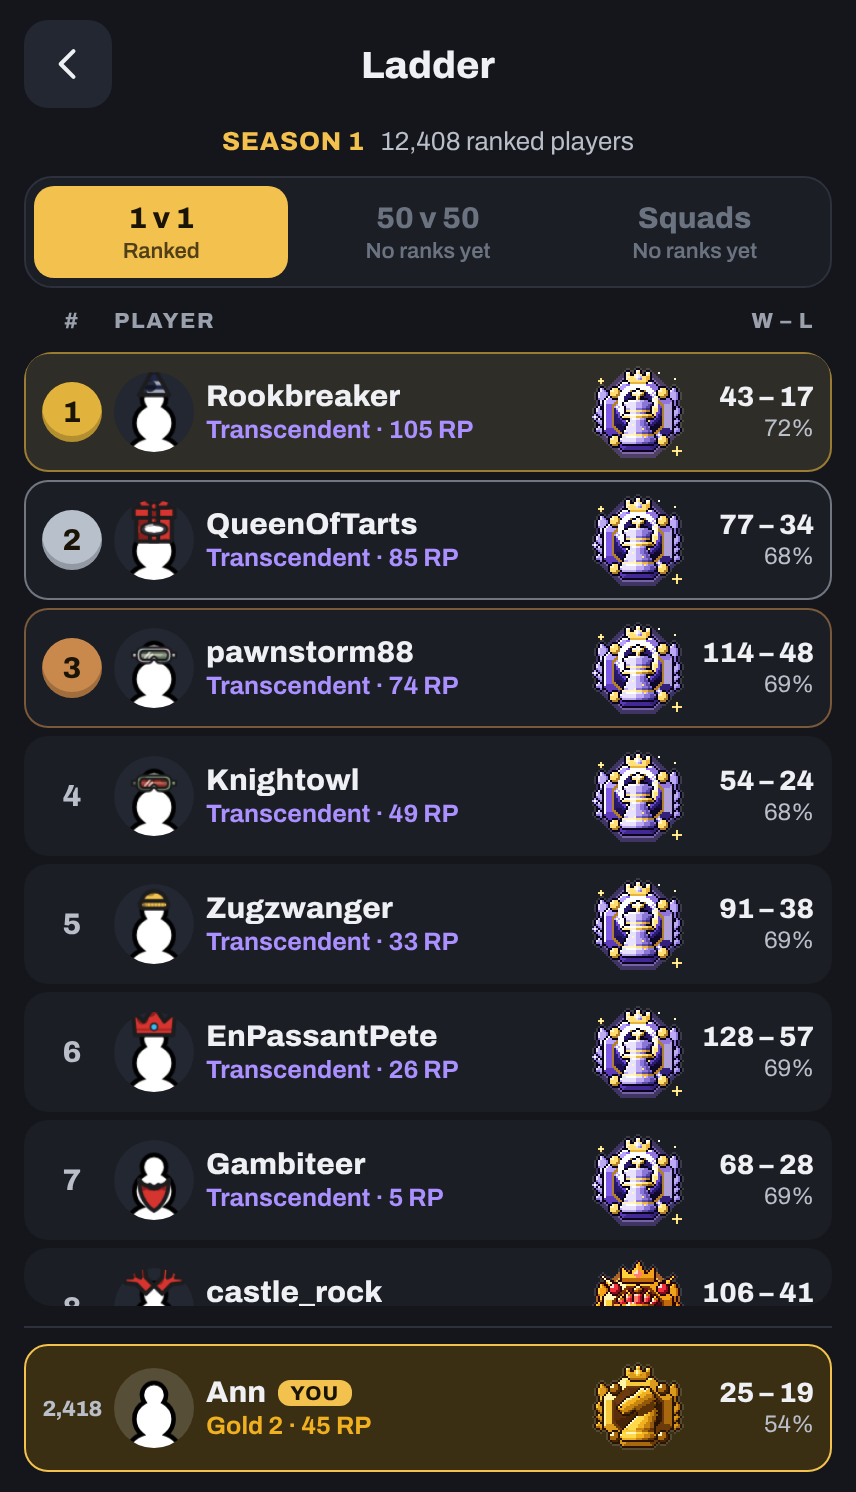 Ladder
SEASON 1 12,408 ranked players
1 v 1
Ranked
50 v 50
No ranks yet
Squads
No ranks yet
# PLAYER W – L
1
Rookbreaker
Transcendent · 105 RP
43 – 17
72%
2
QueenOfTarts
Transcendent · 85 RP
77 – 34
68%
3
pawnstorm88
Transcendent · 74 RP
114 – 48
69%
4
Knightowl
Transcendent · 49 RP
54 – 24
68%
5
Zugzwanger
Transcendent · 33 RP
91 – 38
69%
6
EnPassantPete
Transcendent · 26 RP
128 – 57
69%
7
Gambiteer
Transcendent · 5 RP
68 – 28
69%
castle_rock
106 – 41
2,418
Ann YOU
Gold 2 · 45 RP
25 – 19
54%